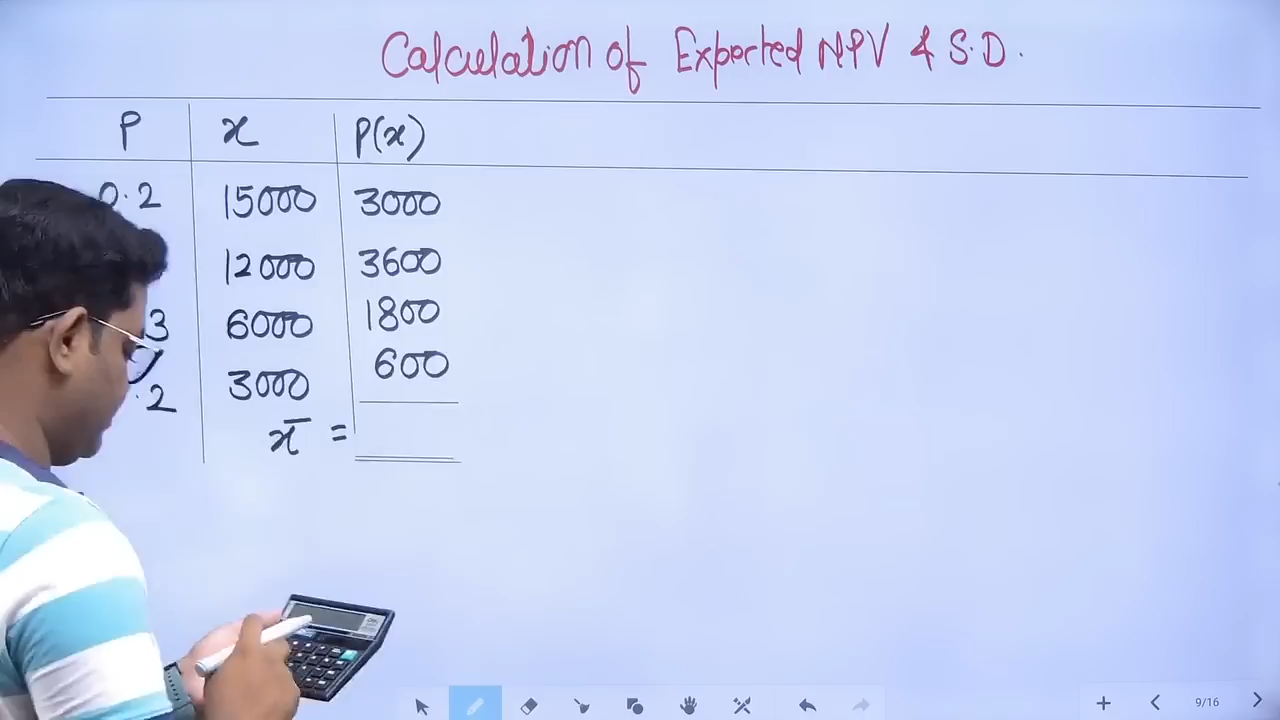 Calculation of Expected NPV & S.D.
P x P(x)
0.2 15000 3000
12000 3600
3 6000 1800
.2 3000 600
x̄ =
9/16